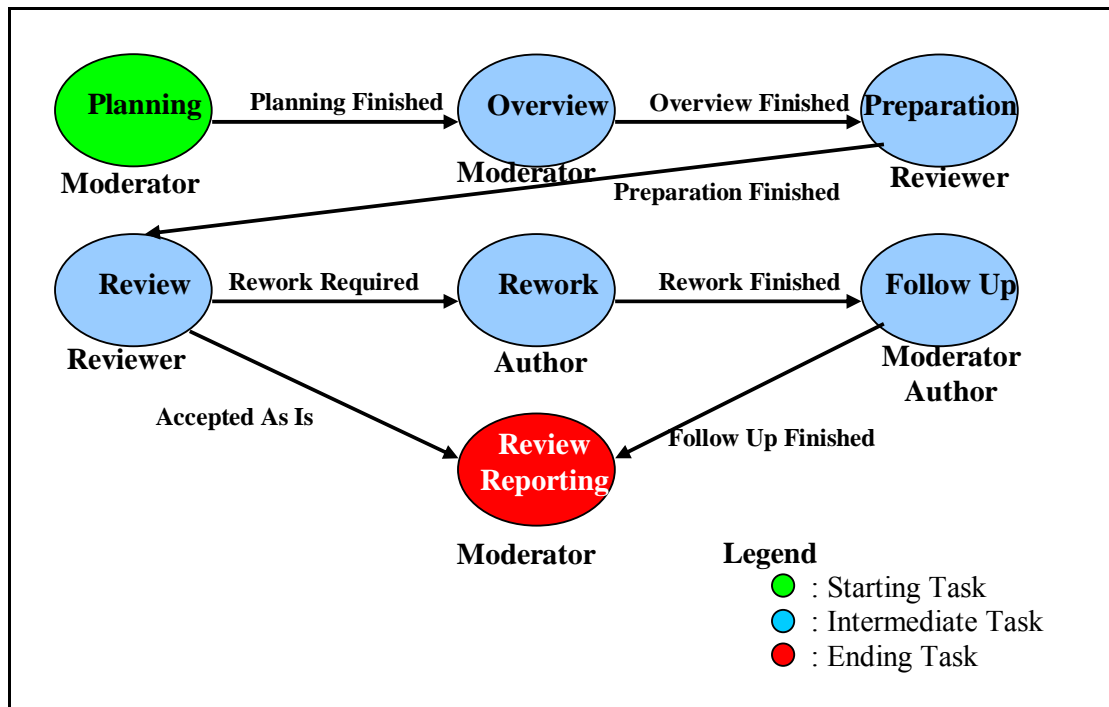 Planning
Planning Finished
Overview
Overview Finished
Preparation
Moderator
Moderator
Reviewer
Preparation Finished
Review
Rework Required
Rework
Rework Finished
Follow Up
Reviewer
Author
Moderator
Author
Accepted As Is
Review
Reporting
Follow Up Finished
Moderator
Legend
: Starting Task
: Intermediate Task
: Ending Task